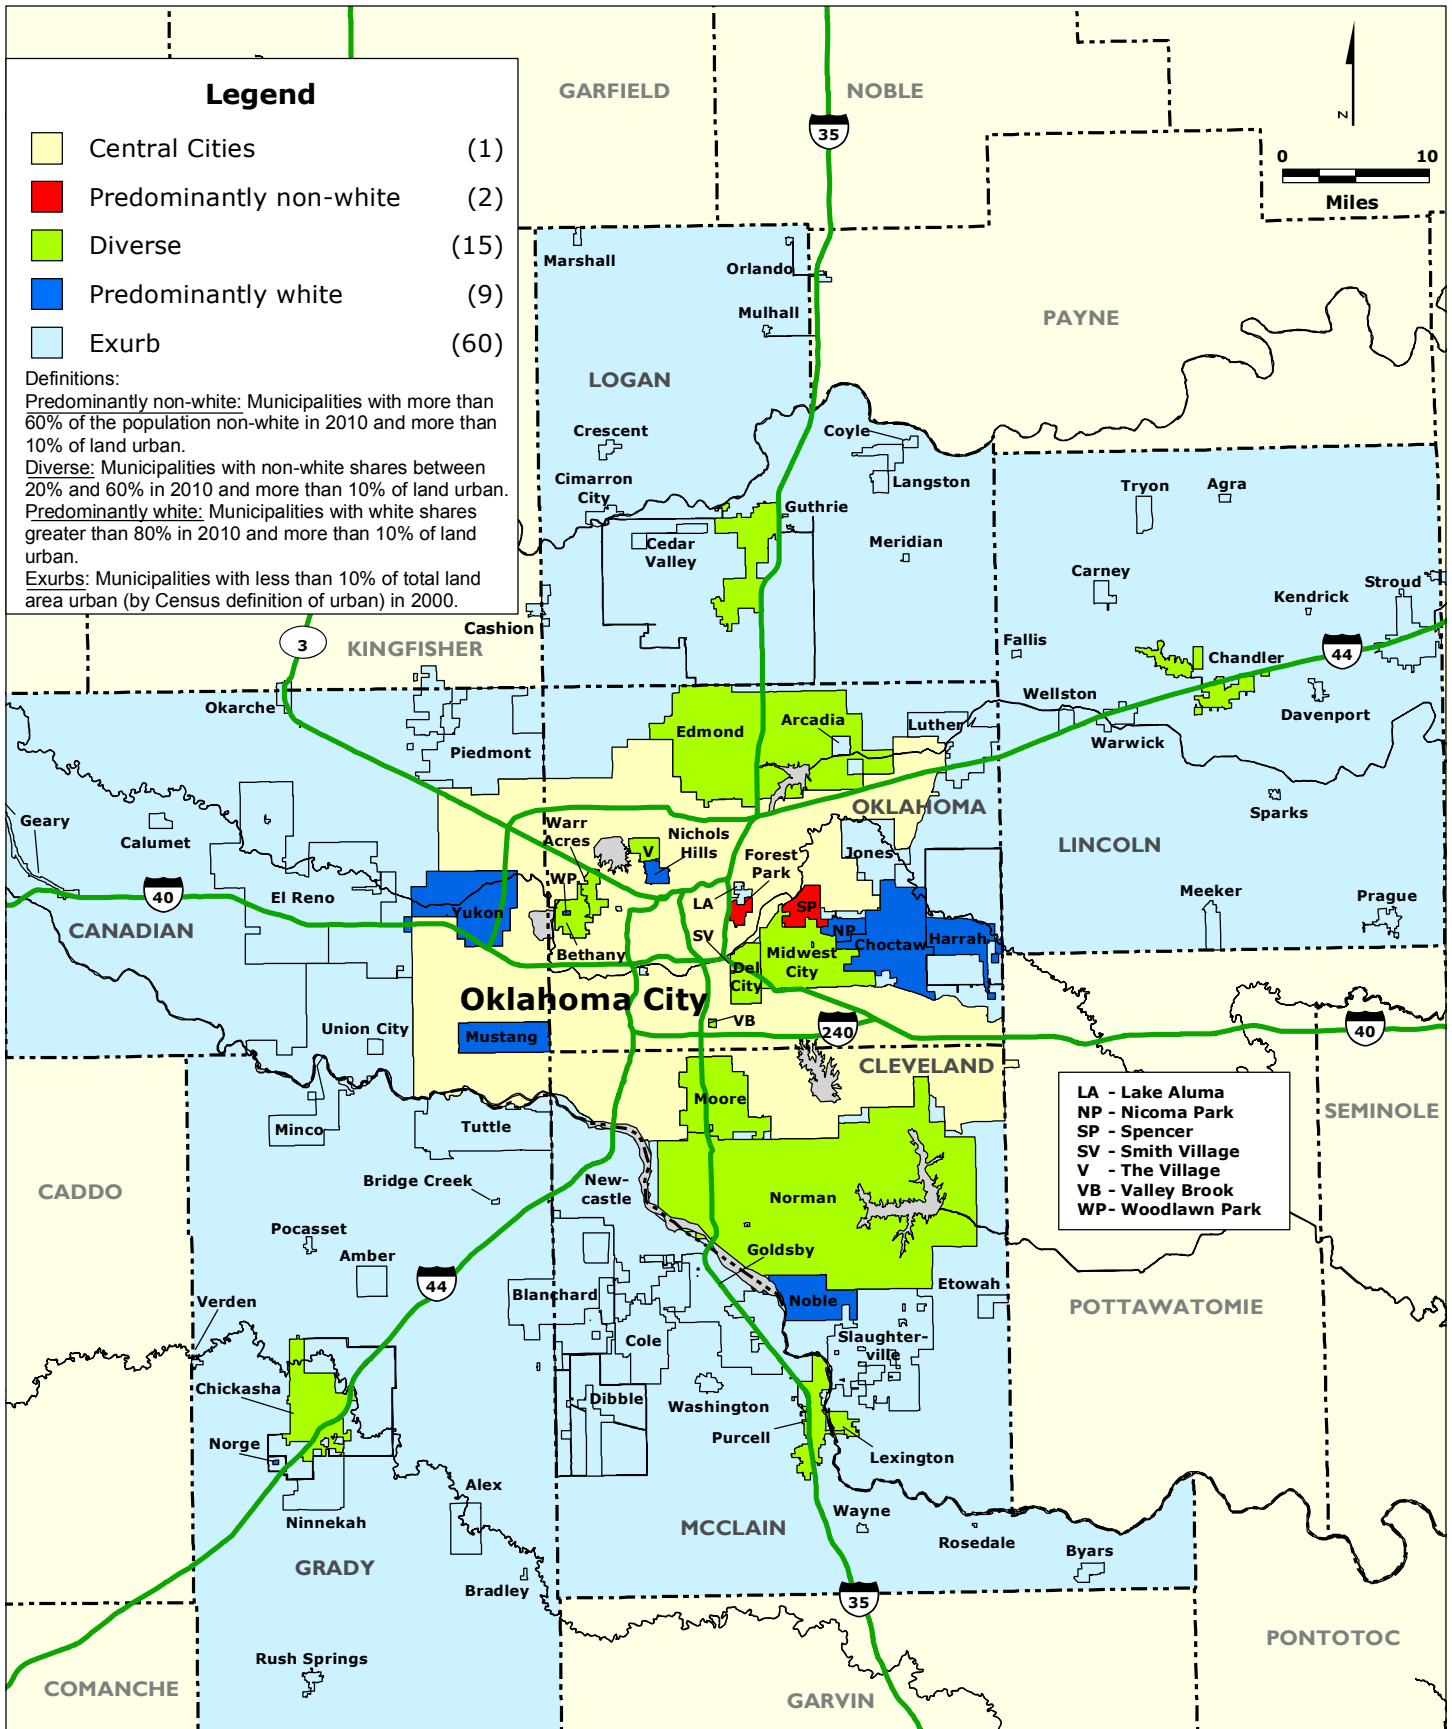 Legend
Central Cities (1)
Predominantly non-white (2)
Diverse (15)
Predominantly white (9)
Exurb (60)
Definitions:
Predominantly non-white: Municipalities with more than
60% of the population non-white in 2010 and more than
10% of land urban.
Diverse: Municipalities with non-white shares between
20% and 60% in 2010 and more than 10% of land urban.
Predominantly white: Municipalities with white shares
greater than 80% in 2010 and more than 10% of land
urban.
Exurbs: Municipalities with less than 10% of total land
area urban (by Census definition of urban) in 2000.
GARFIELD
NOBLE
35
N
0 10
Miles
Marshall
Orlando
Mulhall
PAYNE
LOGAN
Crescent
Coyle
Cimarron
City
Langston
Tryon
Agra
Guthrie
Cedar
Valley
Meridian
Carney
Stroud
Kendrick
Cashion
3
KINGFISHER
Fallis
44
Chandler
Okarche
Wellston
Davenport
Edmond
Arcadia
Luther
Warwick
Piedmont
OKLAHOMA
Sparks
Geary
Calumet
Warr
Acres
Nichols
Hills
V
Forest
Park
Jones
LINCOLN
WP
El Reno
40
LA
SP
Meeker
Prague
Yukon
CANADIAN
SV
NP
Choctaw
Harrah
Bethany
Midwest
City
Del
City
Oklahoma City
VB
240
Union City
Mustang
40
CLEVELAND
LA - Lake Aluma
NP - Nicoma Park
SP - Spencer
SV - Smith Village
V - The Village
VB - Valley Brook
WP- Woodlawn Park
SEMINOLE
Moore
Minco
Tuttle
CADDO
Bridge Creek
New-
castle
Norman
Pocasset
Amber
Goldsby
44
Etowah
Verden
Blanchard
Noble
POTTAWATOMIE
Cole
Slaughter-
ville
Chickasha
Dibble
Washington
Norge
Purcell
Lexington
Alex
Ninnekah
Wayne
MCCLAIN
Rosedale
Byars
GRADY
Bradley
35
PONTOTOC
Rush Springs
COMANCHE
GARVIN